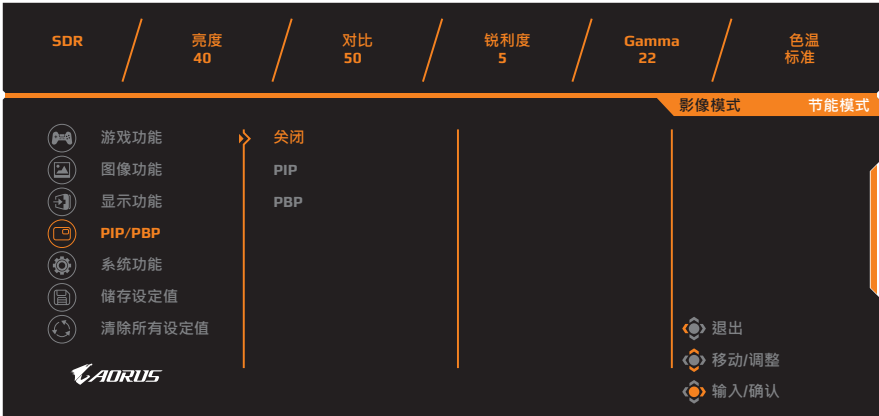 SDR
亮度
40
对比
50
锐利度
5
Gamma
22
色温
标准
影像模式 节能模式
游戏功能
图像功能
显示功能
PIP/PBP
系统功能
储存设定值
清除所有设定值
关闭
PIP
PBP
退出
移动/调整
输入/确认
AORUS